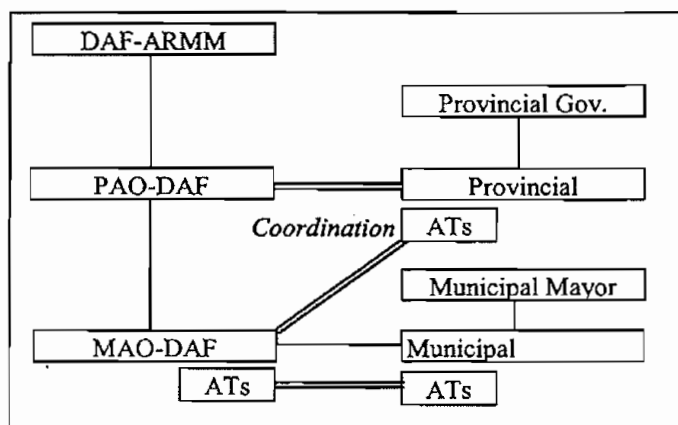 DAF-ARMM
Provincial Gov.
PAO-DAF
Provincial
Coordination
ATs
Municipal Mayor
MAO-DAF
Municipal
ATs
ATs